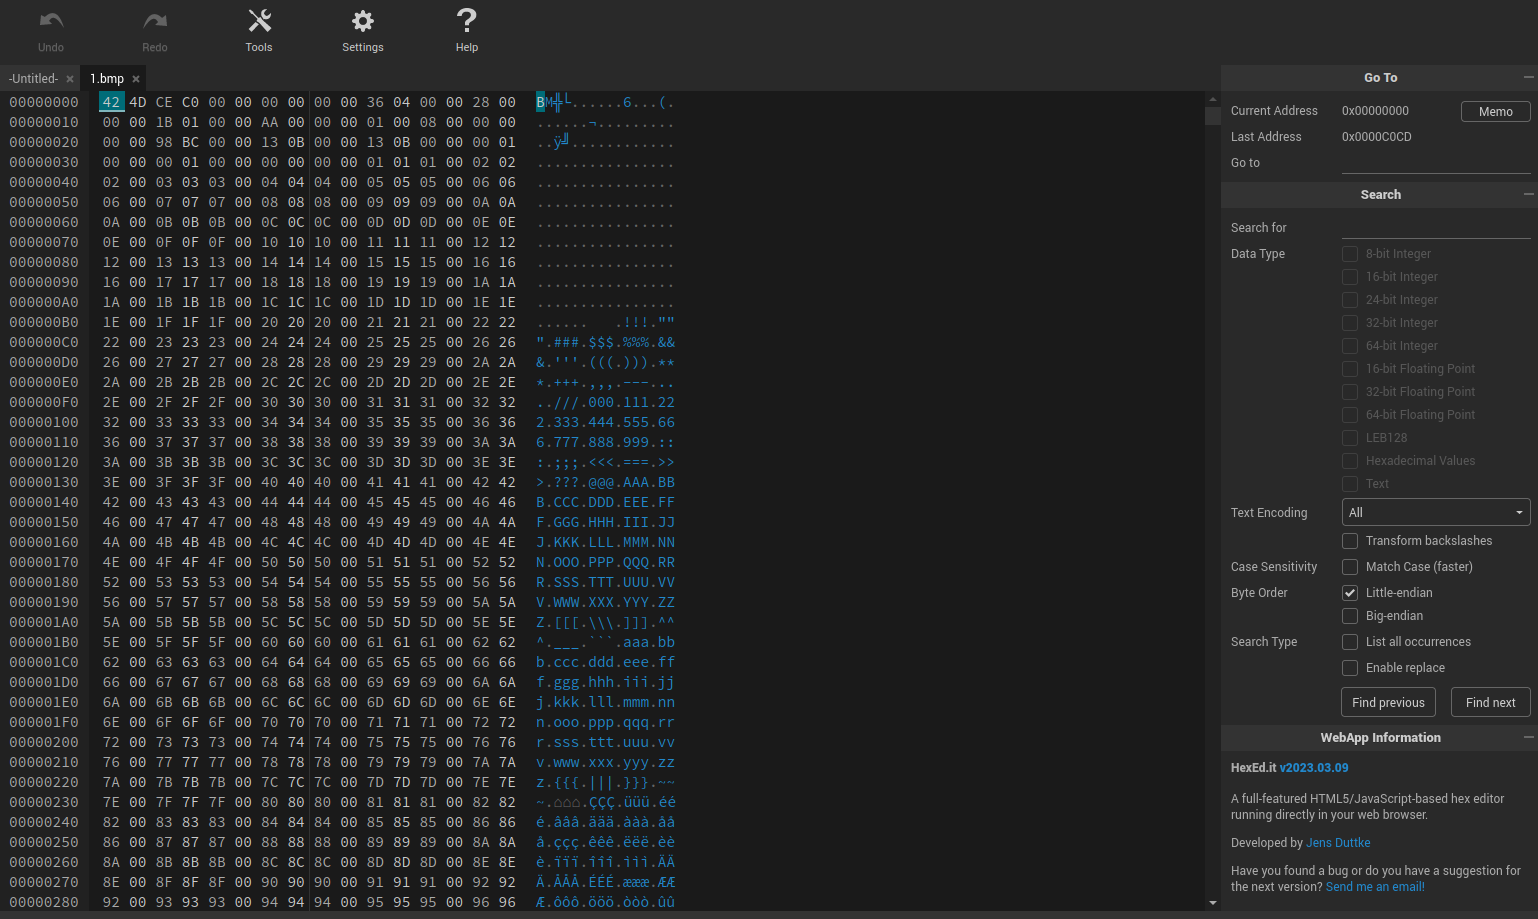 Undo Redo Tools Settings Help
-Untitled- × 1.bmp ×
00000000 42 4D CE C0 00 00 00 00 00 00 36 04 00 00 28 00 BM╬└......6...(.
00000010 00 00 1B 01 00 00 AA 00 00 00 01 00 08 00 00 00 ......¬.........
00000020 00 00 98 BC 00 00 13 0B 00 00 13 0B 00 00 00 01 ..ÿ╝............
00000030 00 00 00 01 00 00 00 00 00 00 01 01 01 00 02 02 ................
00000040 02 00 03 03 03 00 04 04 04 00 05 05 05 00 06 06 ................
00000050 06 00 07 07 07 00 08 08 08 00 09 09 09 00 0A 0A ................
00000060 0A 00 0B 0B 0B 00 0C 0C 0C 00 0D 0D 0D 00 0E 0E ................
00000070 0E 00 0F 0F 0F 00 10 10 10 00 11 11 11 00 12 12 ................
00000080 12 00 13 13 13 00 14 14 14 00 15 15 15 00 16 16 ................
00000090 16 00 17 17 17 00 18 18 18 00 19 19 19 00 1A 1A ................
000000A0 1A 00 1B 1B 1B 00 1C 1C 1C 00 1D 1D 1D 00 1E 1E ................
000000B0 1E 00 1F 1F 1F 00 20 20 20 00 21 21 21 00 22 22 ......   .!!!.""
000000C0 22 00 23 23 23 00 24 24 24 00 25 25 25 00 26 26 ".###.$$$.%%%.&&
000000D0 26 00 27 27 27 00 28 28 28 00 29 29 29 00 2A 2A &.'''.(((.))).**
000000E0 2A 00 2B 2B 2B 00 2C 2C 2C 00 2D 2D 2D 00 2E 2E *.+++.,,,.---...
000000F0 2E 00 2F 2F 2F 00 30 30 30 00 31 31 31 00 32 32 ..///.000.111.22
00000100 32 00 33 33 33 00 34 34 34 00 35 35 35 00 36 36 2.333.444.555.66
00000110 36 00 37 37 37 00 38 38 38 00 39 39 39 00 3A 3A 6.777.888.999.::
00000120 3A 00 3B 3B 3B 00 3C 3C 3C 00 3D 3D 3D 00 3E 3E :.;;;.<<<.===.>>
00000130 3E 00 3F 3F 3F 00 40 40 40 00 41 41 41 00 42 42 >.???.@@@.AAA.BB
00000140 42 00 43 43 43 00 44 44 44 00 45 45 45 00 46 46 B.CCC.DDD.EEE.FF
00000150 46 00 47 47 47 00 48 48 48 00 49 49 49 00 4A 4A F.GGG.HHH.III.JJ
00000160 4A 00 4B 4B 4B 00 4C 4C 4C 00 4D 4D 4D 00 4E 4E J.KKK.LLL.MMM.NN
00000170 4E 00 4F 4F 4F 00 50 50 50 00 51 51 51 00 52 52 N.OOO.PPP.QQQ.RR
00000180 52 00 53 53 53 00 54 54 54 00 55 55 55 00 56 56 R.SSS.TTT.UUU.VV
00000190 56 00 57 57 57 00 58 58 58 00 59 59 59 00 5A 5A V.WWW.XXX.YYY.ZZ
000001A0 5A 00 5B 5B 5B 00 5C 5C 5C 00 5D 5D 5D 00 5E 5E Z.[[[.\\\.]]].^^
000001B0 5E 00 5F 5F 5F 00 60 60 60 00 61 61 61 00 62 62 ^.___.```.aaa.bb
000001C0 62 00 63 63 63 00 64 64 64 00 65 65 65 00 66 66 b.ccc.ddd.eee.ff
000001D0 66 00 67 67 67 00 68 68 68 00 69 69 69 00 6A 6A f.ggg.hhh.iii.jj
000001E0 6A 00 6B 6B 6B 00 6C 6C 6C 00 6D 6D 6D 00 6E 6E j.kkk.lll.mmm.nn
000001F0 6E 00 6F 6F 6F 00 70 70 70 00 71 71 71 00 72 72 n.ooo.ppp.qqq.rr
00000200 72 00 73 73 73 00 74 74 74 00 75 75 75 00 76 76 r.sss.ttt.uuu.vv
00000210 76 00 77 77 77 00 78 78 78 00 79 79 79 00 7A 7A v.www.xxx.yyy.zz
00000220 7A 00 7B 7B 7B 00 7C 7C 7C 00 7D 7D 7D 00 7E 7E z.{{{.|||.}}}.~~
00000230 7E 00 7F 7F 7F 00 80 80 80 00 81 81 81 00 82 82 ~.⌂⌂⌂.ÇÇÇ.üüü.éé
00000240 82 00 83 83 83 00 84 84 84 00 85 85 85 00 86 86 é.âââ.äää.ààà.åå
00000250 86 00 87 87 87 00 88 88 88 00 89 89 89 00 8A 8A å.ççç.êêê.ëëë.èè
00000260 8A 00 8B 8B 8B 00 8C 8C 8C 00 8D 8D 8D 00 8E 8E è.ïïï.îîî.ììì.ÄÄ
00000270 8E 00 8F 8F 8F 00 90 90 90 00 91 91 91 00 92 92 Ä.ÅÅÅ.ÉÉÉ.æææ.ÆÆ
00000280 92 00 93 93 93 00 94 94 94 00 95 95 95 00 96 96 Æ.ôôô.ööö.òòò.ûû
Go To
Current Address 0x00000000 Memo
Last Address 0x0000C0CD
Go to
Search
Search for
Data Type 8-bit Integer
16-bit Integer
24-bit Integer
32-bit Integer
64-bit Integer
16-bit Floating Point
32-bit Floating Point
64-bit Floating Point
LEB128
Hexadecimal Values
Text
Text Encoding All
Transform backslashes
Case Sensitivity Match Case (faster)
Byte Order Little-endian
Big-endian
Search Type List all occurrences
Enable replace
Find previous Find next
WebApp Information
HexEd.it v2023.03.09
A full-featured HTML5/JavaScript-based hex editor
running directly in your web browser.
Developed by Jens Duttke
Have you found a bug or do you have a suggestion for
the next version? Send me an email!